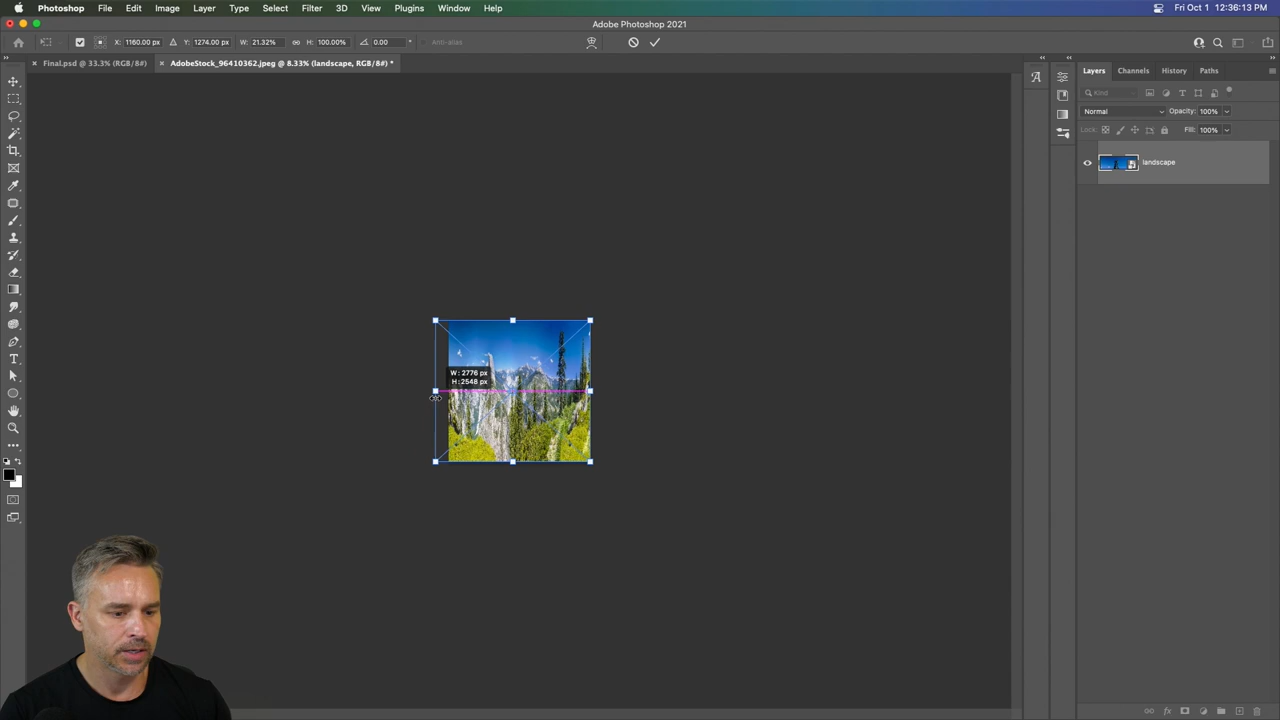 Photoshop File Edit Image Layer Type Select Filter 3D View Plugins Window Help Fri Oct 1 12:36:13 PM
Adobe Photoshop 2021
X: 1160.00 px Y: 1274.00 px W: 21.32% H: 100.00% 0.00 Anti-alias
Final.psd @ 33.3% (RGB/8#) AdobeStock_96410362.jpeg @ 8.33% (landscape, RGB/8#) *
Layers Channels History Paths
Kind
Normal Opacity: 100%
Lock: Fill: 100%
landscape
W: 2776 px
H: 2548 px